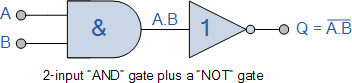 A
B
&
A.B
1
Q = A̅.̅B̅
2-input "AND" gate plus a "NOT" gate